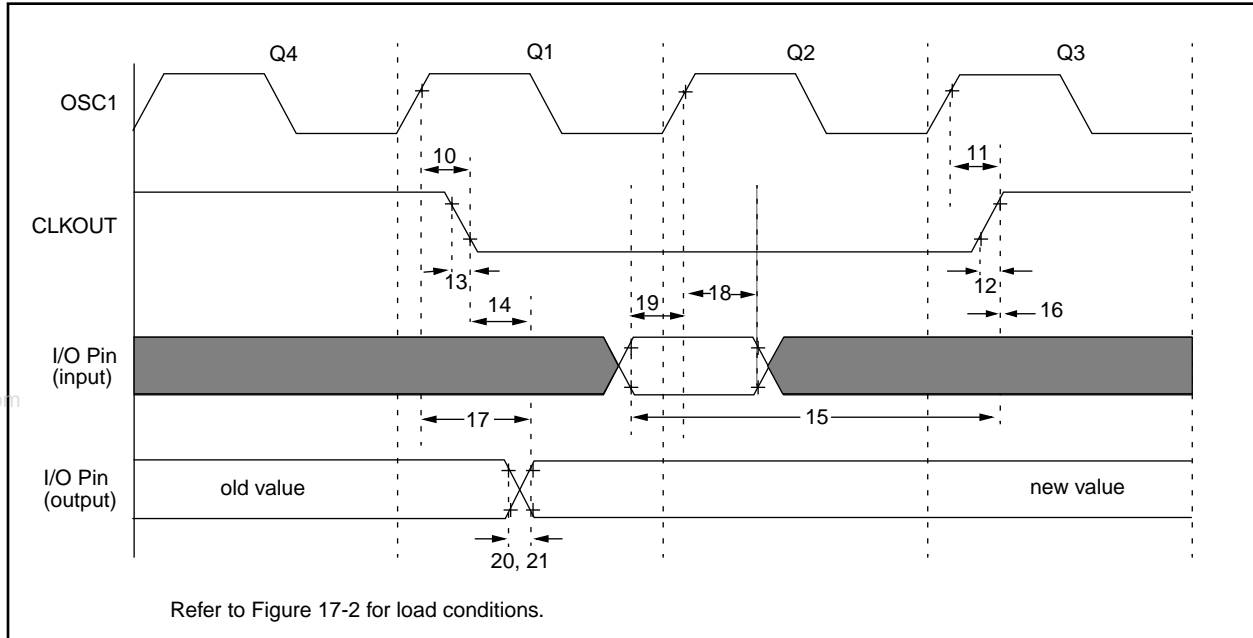 Q4 Q1 Q2 Q3
OSC1
10 11
CLKOUT
13 12
14 19 18 16
I/O Pin
(input)
om
17 15
I/O Pin
(output)
old value new value
20, 21
Refer to Figure 17-2 for load conditions.